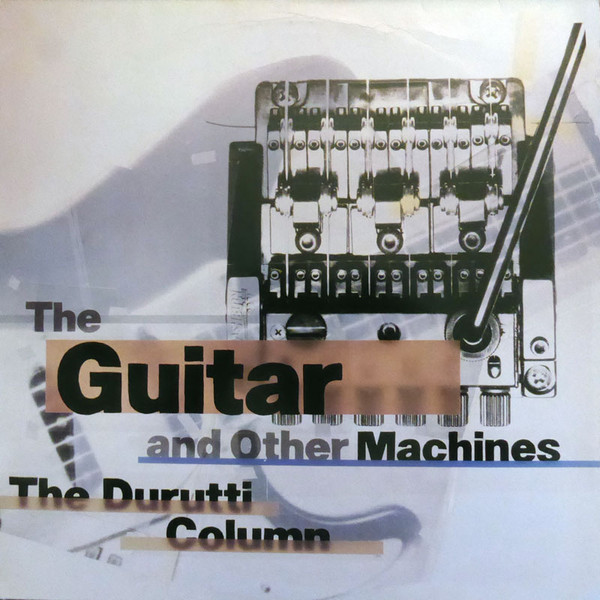 The
Guitar
and Other Machines
The Durutti
Column